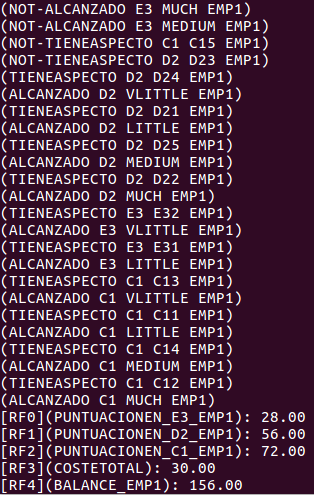 (NOT-ALCANZADO E3 MUCH EMP1)
(NOT-ALCANZADO E3 MEDIUM EMP1)
(NOT-TIENEASPECTO C1 C15 EMP1)
(NOT-TIENEASPECTO D2 D23 EMP1)
(TIENEASPECTO D2 D24 EMP1)
(ALCANZADO D2 VLITTLE EMP1)
(TIENEASPECTO D2 D21 EMP1)
(ALCANZADO D2 LITTLE EMP1)
(TIENEASPECTO D2 D25 EMP1)
(ALCANZADO D2 MEDIUM EMP1)
(TIENEASPECTO D2 D22 EMP1)
(ALCANZADO D2 MUCH EMP1)
(TIENEASPECTO E3 E32 EMP1)
(ALCANZADO E3 VLITTLE EMP1)
(TIENEASPECTO E3 E31 EMP1)
(ALCANZADO E3 LITTLE EMP1)
(TIENEASPECTO C1 C13 EMP1)
(ALCANZADO C1 VLITTLE EMP1)
(TIENEASPECTO C1 C11 EMP1)
(ALCANZADO C1 LITTLE EMP1)
(TIENEASPECTO C1 C14 EMP1)
(ALCANZADO C1 MEDIUM EMP1)
(TIENEASPECTO C1 C12 EMP1)
(ALCANZADO C1 MUCH EMP1)
[RF0](PUNTUACIONEN_E3_EMP1): 28.00
[RF1](PUNTUACIONEN_D2_EMP1): 56.00
[RF2](PUNTUACIONEN_C1_EMP1): 72.00
[RF3](COSTETOTAL): 30.00
[RF4](BALANCE_EMP1): 156.00